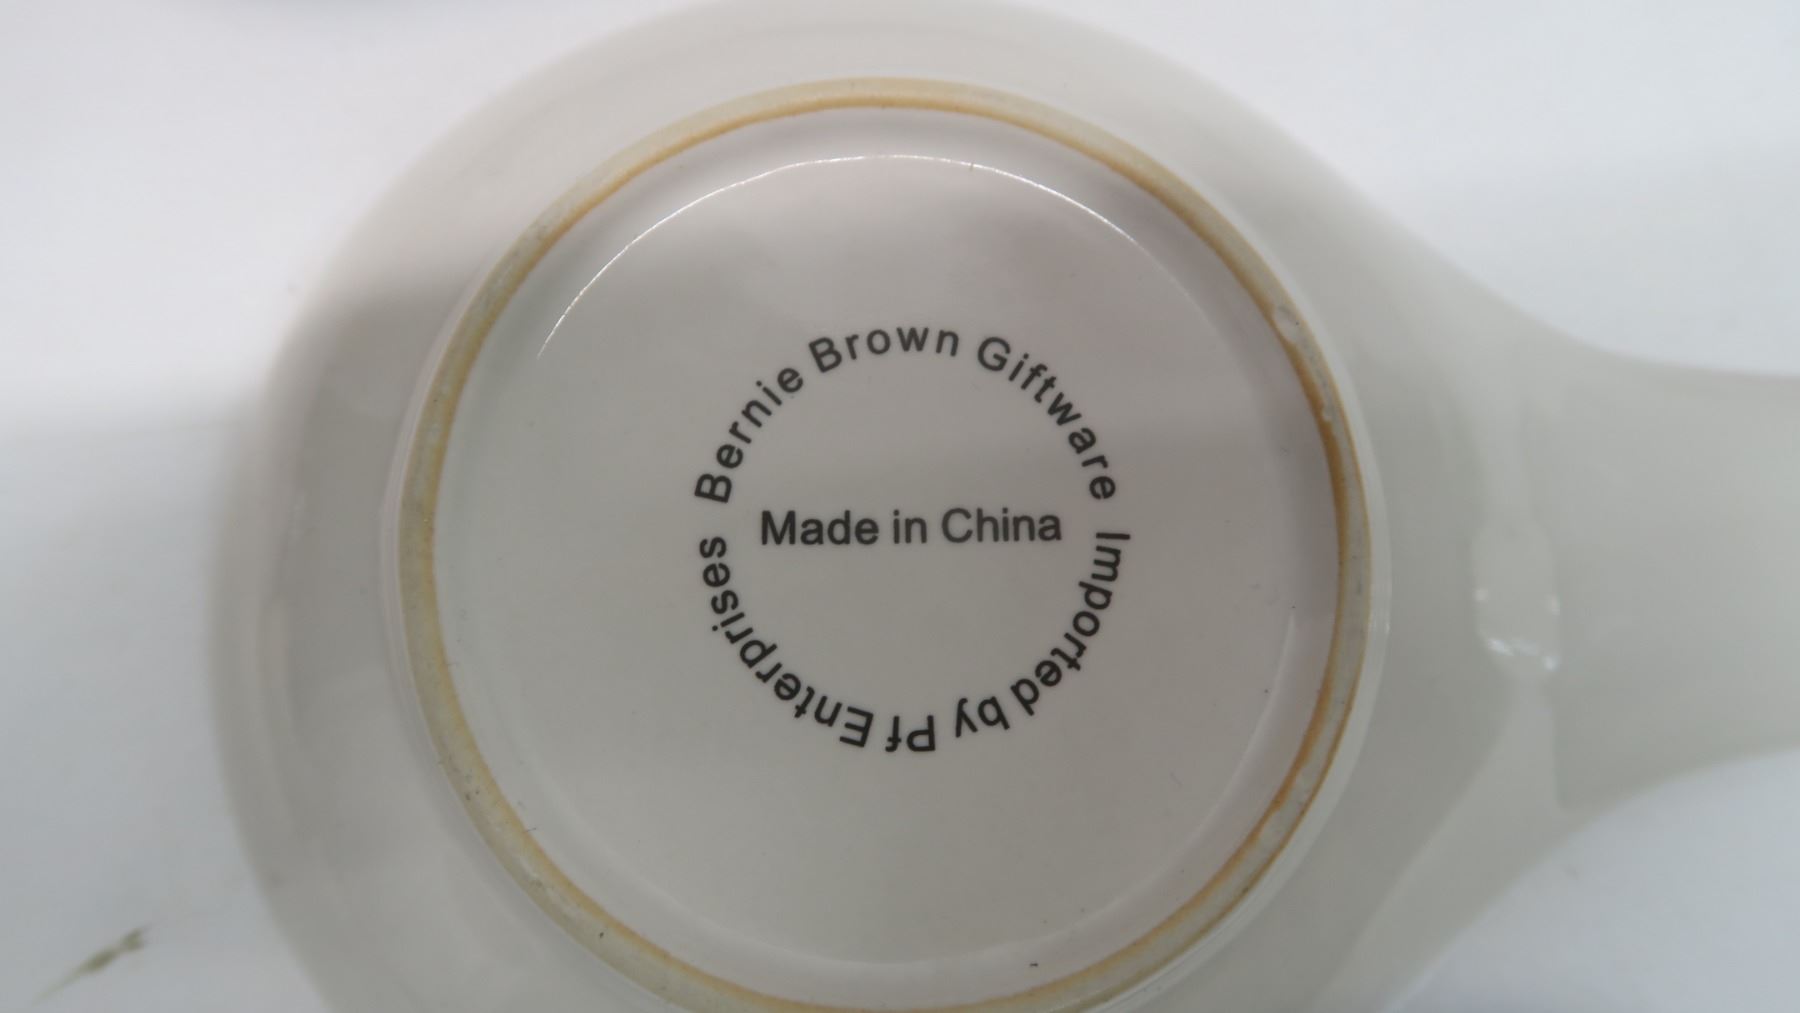 Bernie Brown Giftware
Made in China
Imported by Pf Enterprises